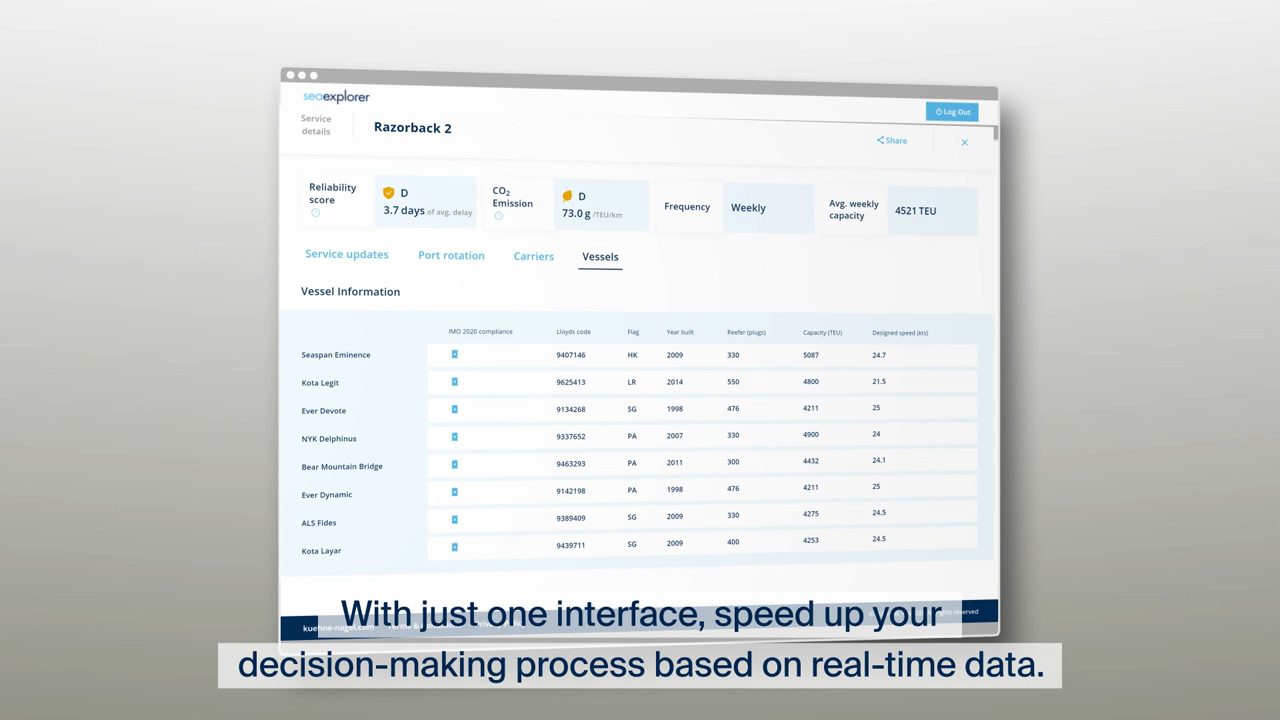 seaexplorer
Log Out
Service
details
Razorback 2
Share
Reliability
score
D
3.7 days of avg. delay
CO2
Emission
D
73.0 g /TEU/km
Frequency
Weekly
Avg. weekly
capacity
4521 TEU
Service updates Port rotation Carriers Vessels
Vessel Information
IMO 2020 compliance Lloyds code Flag Year built Reefer (plugs) Capacity (TEU) Designed speed (kts)
Seaspan Eminence 9407146 HK 2009 330 5087 24.7
Kota Legit 9625413 LR 2014 550 4800 21.5
Ever Devote 9134268 SG 1998 476 4211 25
NYK Delphinus 9337652 PA 2007 330 4900 24
Bear Mountain Bridge 9463293 PA 2011 300 4432 24.1
Ever Dynamic 9142198 PA 1998 476 4211 25
ALS Fides 9389409 SG 2009 330 4275 24.5
Kota Layar 9439711 SG 2009 400 4253 24.5
With just one interface, speed up your
decision-making process based on real-time data.